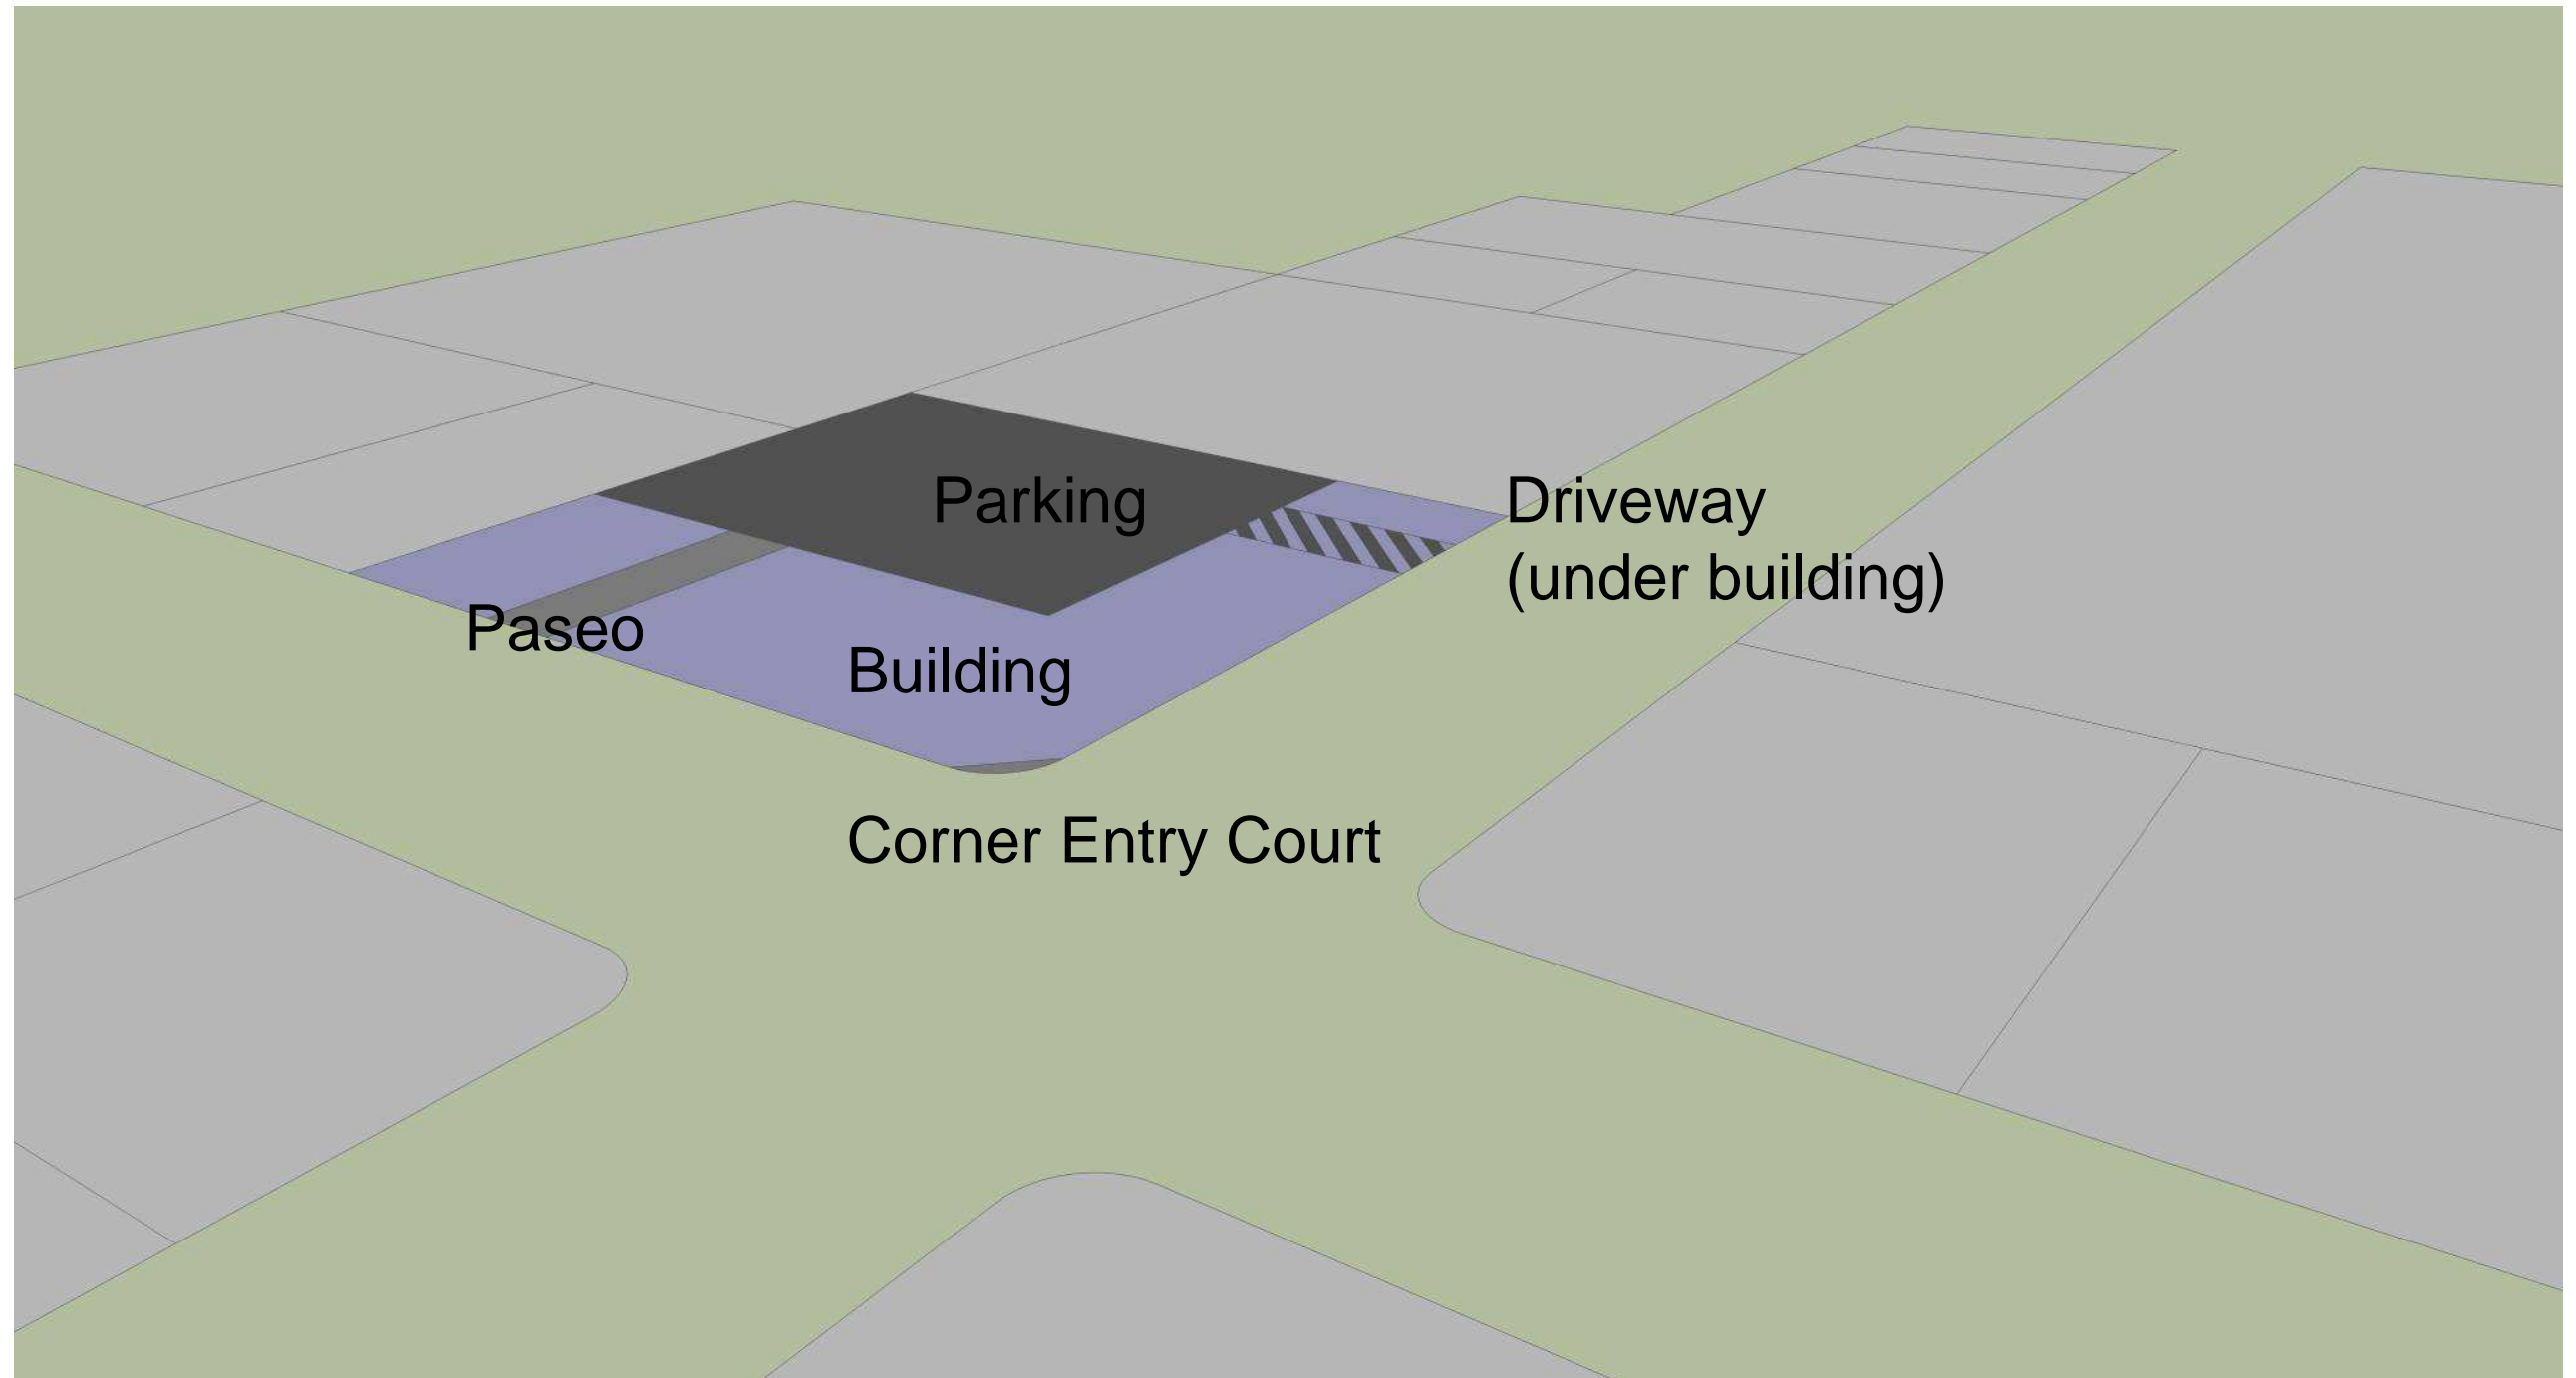 Parking
Driveway
(under building)
Paseo
Building
Corner Entry Court